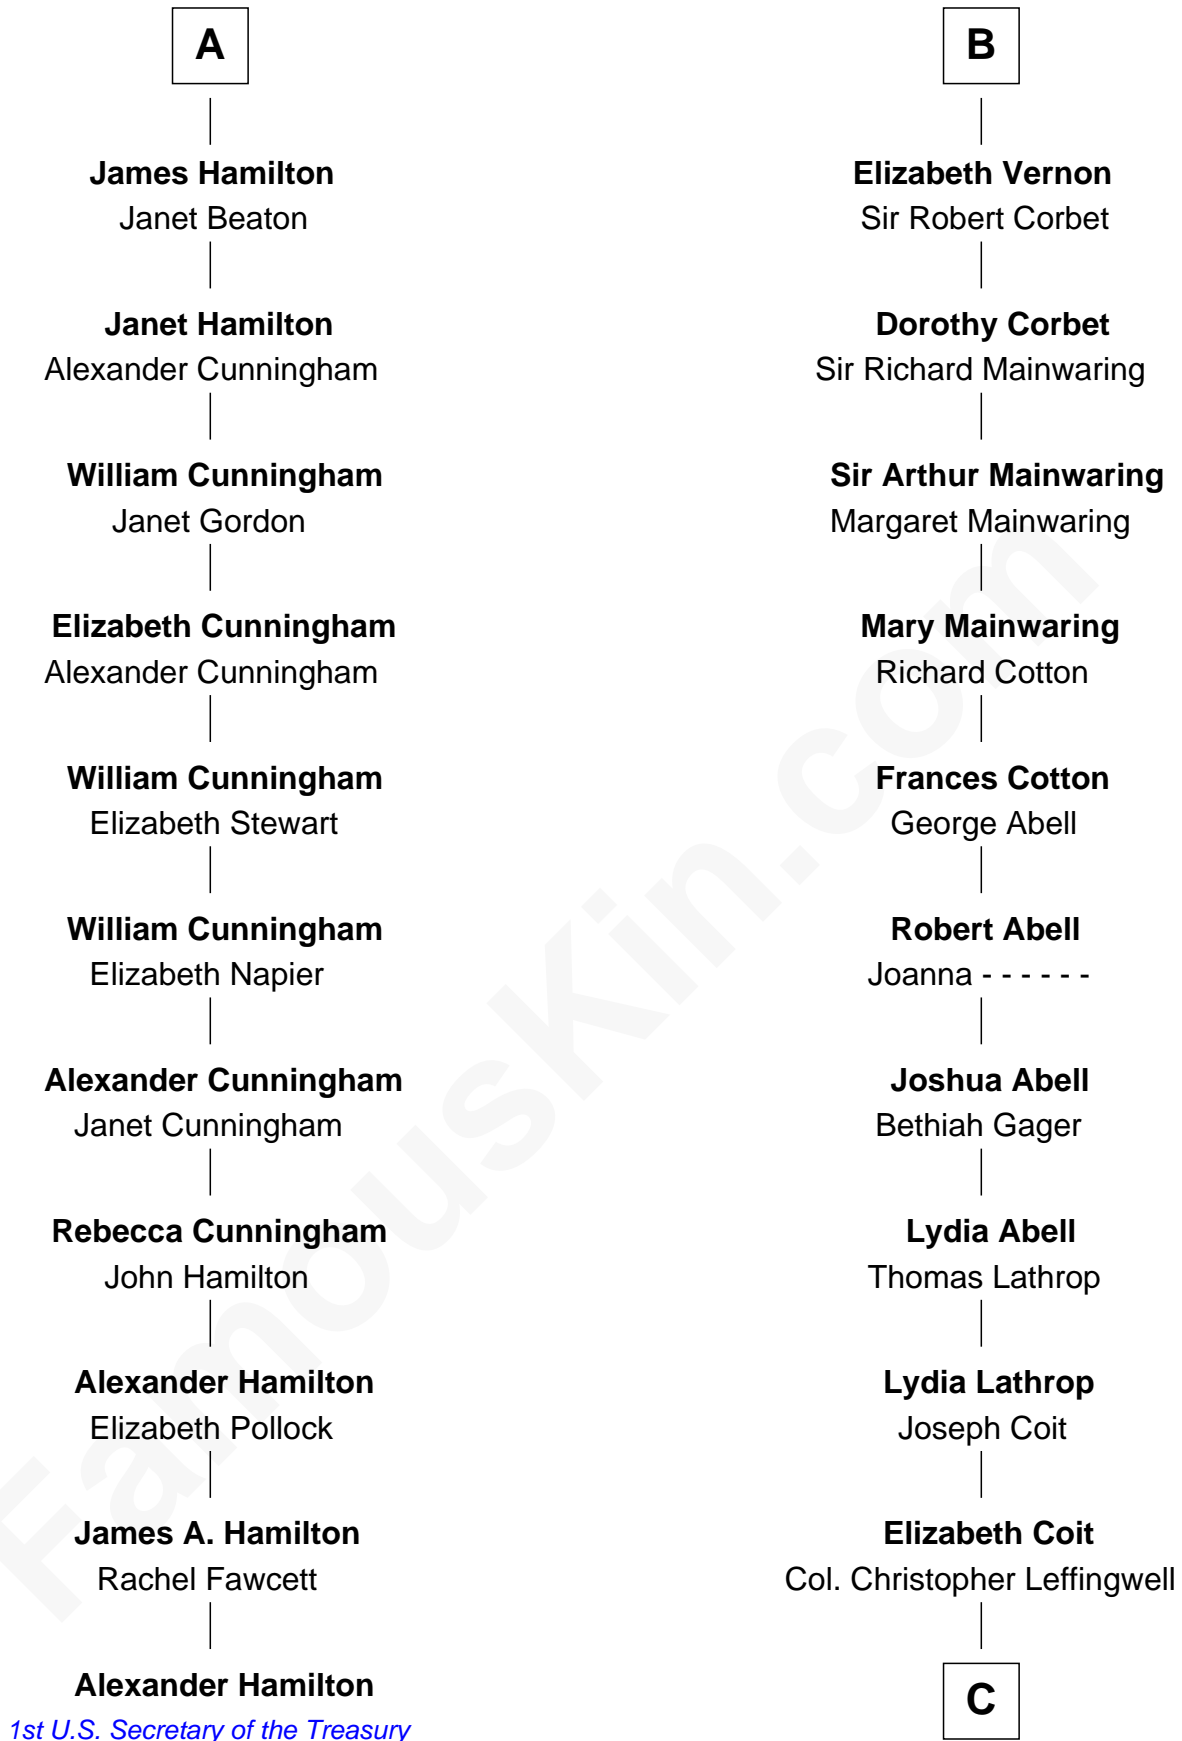 A
James Hamilton
Janet Beaton
Janet Hamilton
Alexander Cunningham
William Cunningham
Janet Gordon
Elizabeth Cunningham
Alexander Cunningham
William Cunningham
Elizabeth Stewart
William Cunningham
Elizabeth Napier
Alexander Cunningham
Janet Cunningham
Rebecca Cunningham
John Hamilton
Alexander Hamilton
Elizabeth Pollock
James A. Hamilton
Rachel Fawcett
Alexander Hamilton
1st U.S. Secretary of the Treasury
B
Elizabeth Vernon
Sir Robert Corbet
Dorothy Corbet
Sir Richard Mainwaring
Sir Arthur Mainwaring
Margaret Mainwaring
Mary Mainwaring
Richard Cotton
Frances Cotton
George Abell
Robert Abell
Joanna - - - - - -
Joshua Abell
Bethiah Gager
Lydia Abell
Thomas Lathrop
Lydia Lathrop
Joseph Coit
Elizabeth Coit
Col. Christopher Leffingwell
C
FamousKin.com